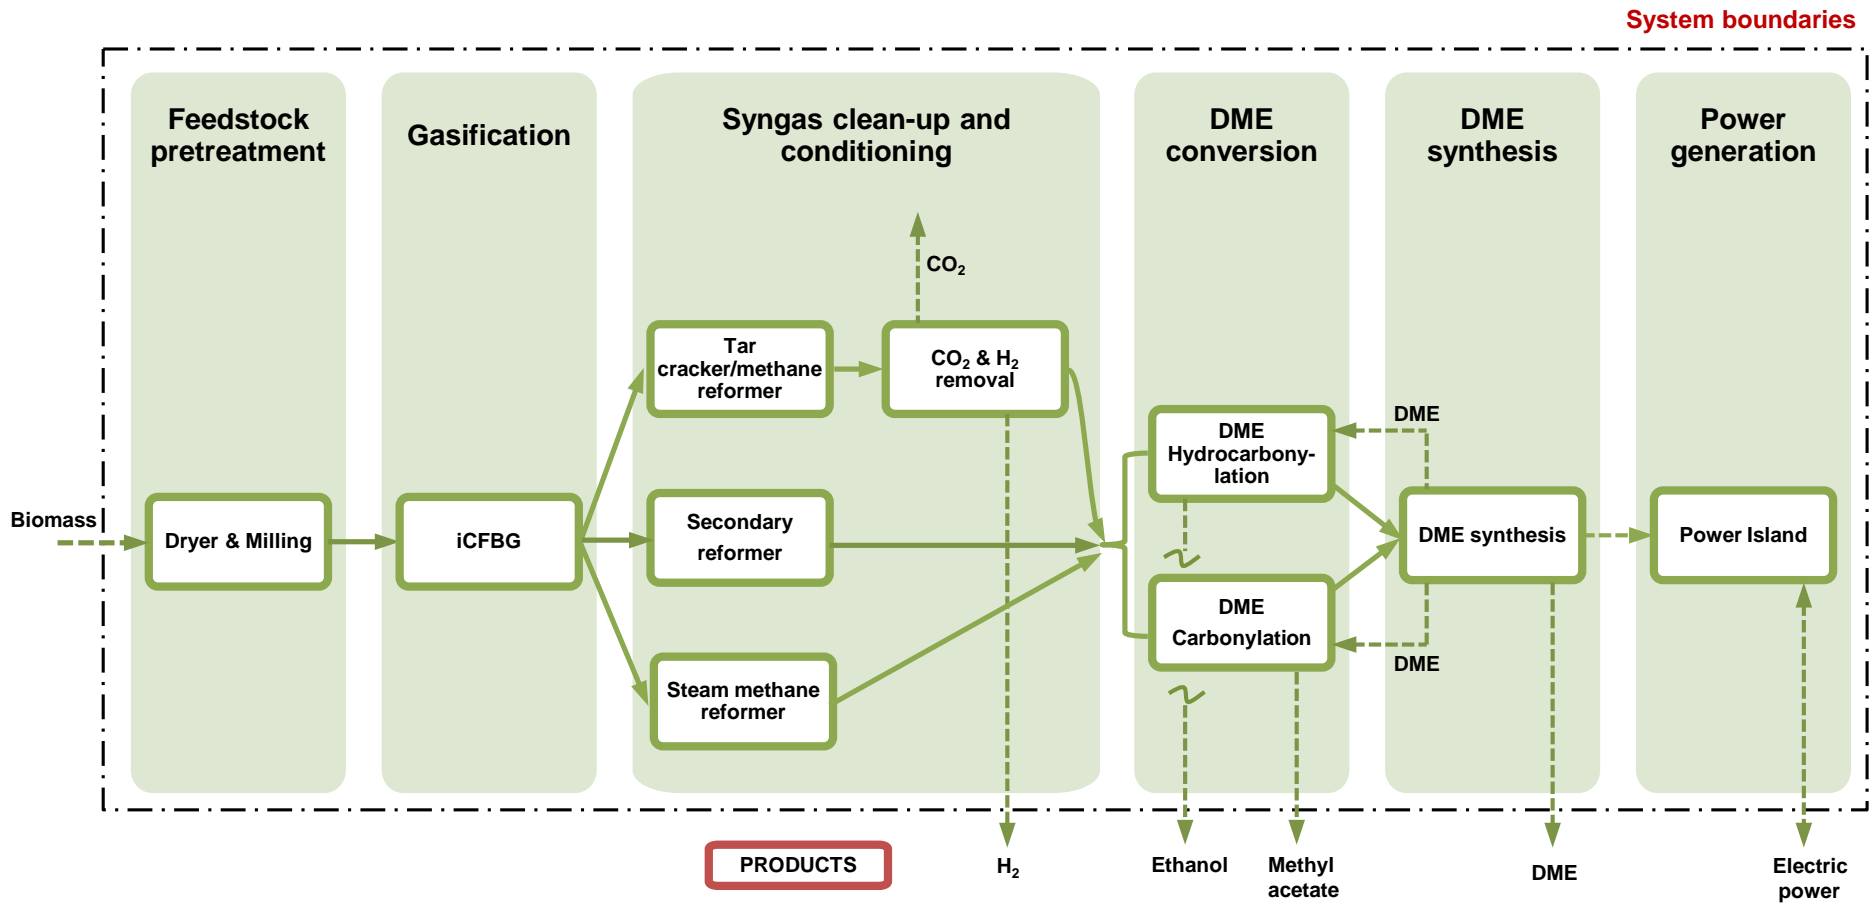 System boundaries
Feedstock
pretreatment
Gasification
Syngas clean-up and
conditioning
DME
conversion
DME
synthesis
Power
generation
CO₂
Tar
cracker/methane
reformer
CO₂ & H₂
removal
DME
Hydrocarbony-
lation
DME
Biomass
Dryer & Milling
iCFBG
Secondary
reformer
DME synthesis
Power Island
DME
Carbonylation
DME
Steam methane
reformer
PRODUCTS
H₂
Ethanol
Methyl
acetate
DME
Electric
power